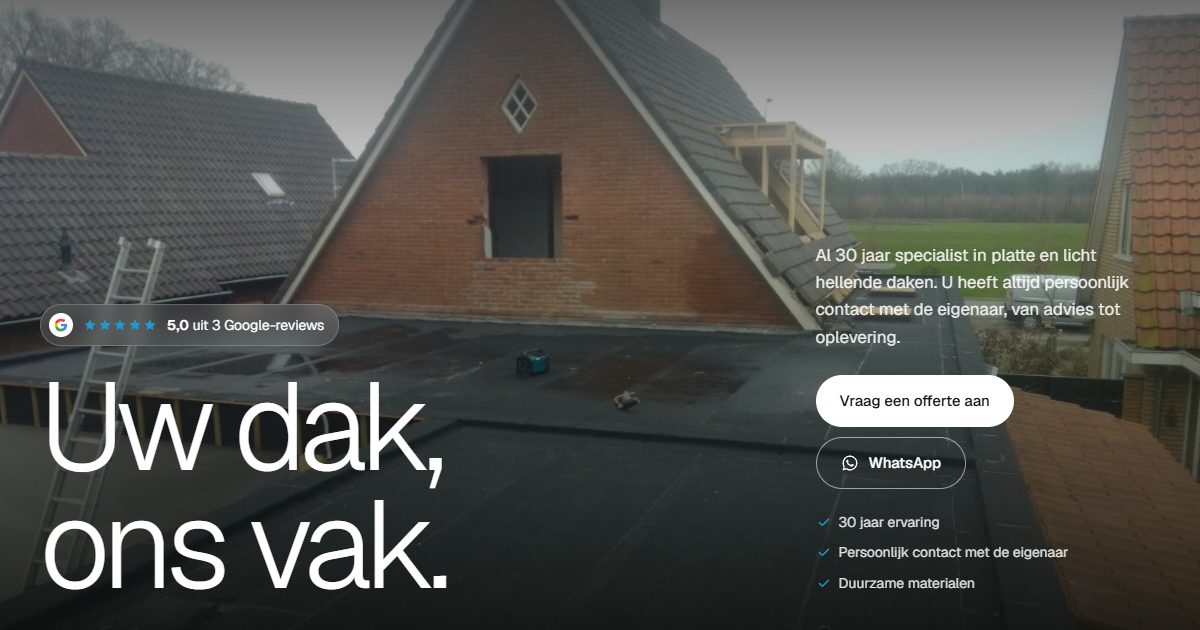 5,0 uit 3 Google-reviews
Uw dak,
ons vak.
Al 30 jaar specialist in platte en licht
hellende daken. U heeft altijd persoonlijk
contact met de eigenaar, van advies tot
oplevering.
Vraag een offerte aan
WhatsApp
30 jaar ervaring
Persoonlijk contact met de eigenaar
Duurzame materialen